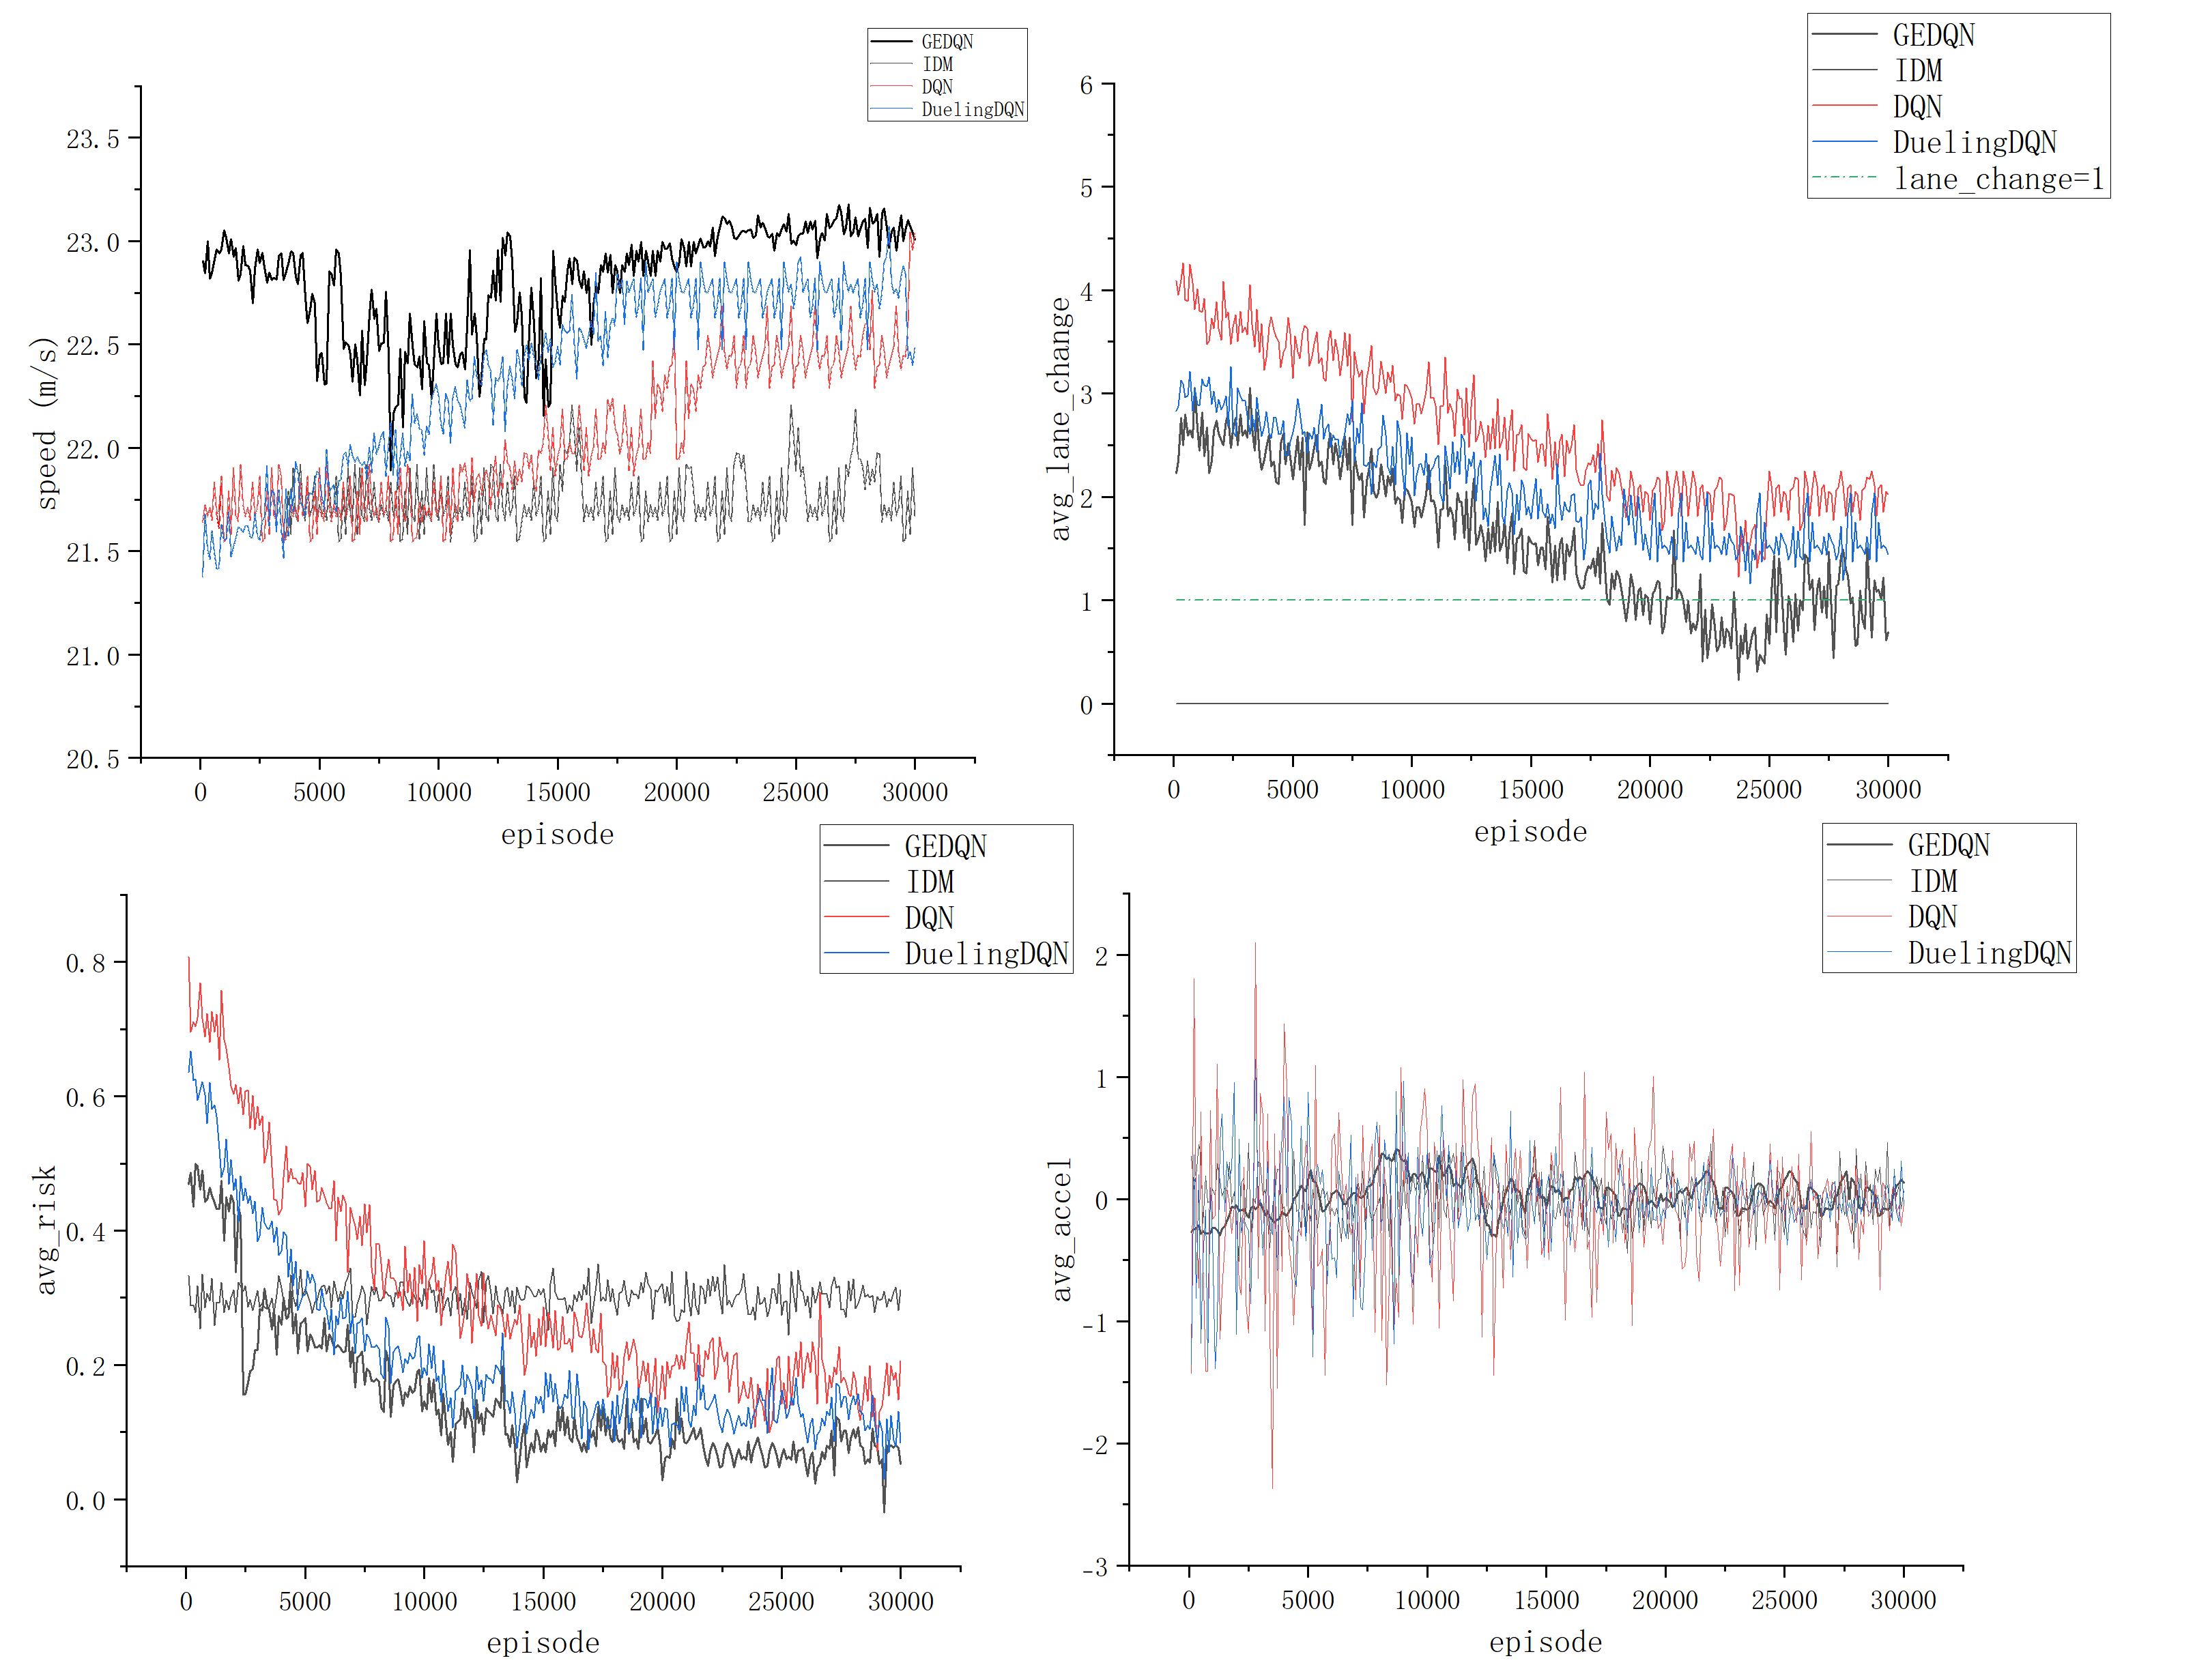 GEDQN
IDM
DQN
DuelingDQN
23.5
23.0
22.5
22.0
21.5
21.0
20.5
speed (m/s)
0 5000 10000 15000 20000 25000 30000
episode
GEDQN
IDM
DQN
DuelingDQN
lane_change=1
6
5
4
3
2
1
0
avg_lane_change
0 5000 10000 15000 20000 25000 30000
episode
GEDQN
IDM
DQN
DuelingDQN
0.8
0.6
0.4
0.2
0.0
avg_risk
0 5000 10000 15000 20000 25000 30000
episode
GEDQN
IDM
DQN
DuelingDQN
2
1
0
-1
-2
-3
avg_accel
0 5000 10000 15000 20000 25000 30000
episode